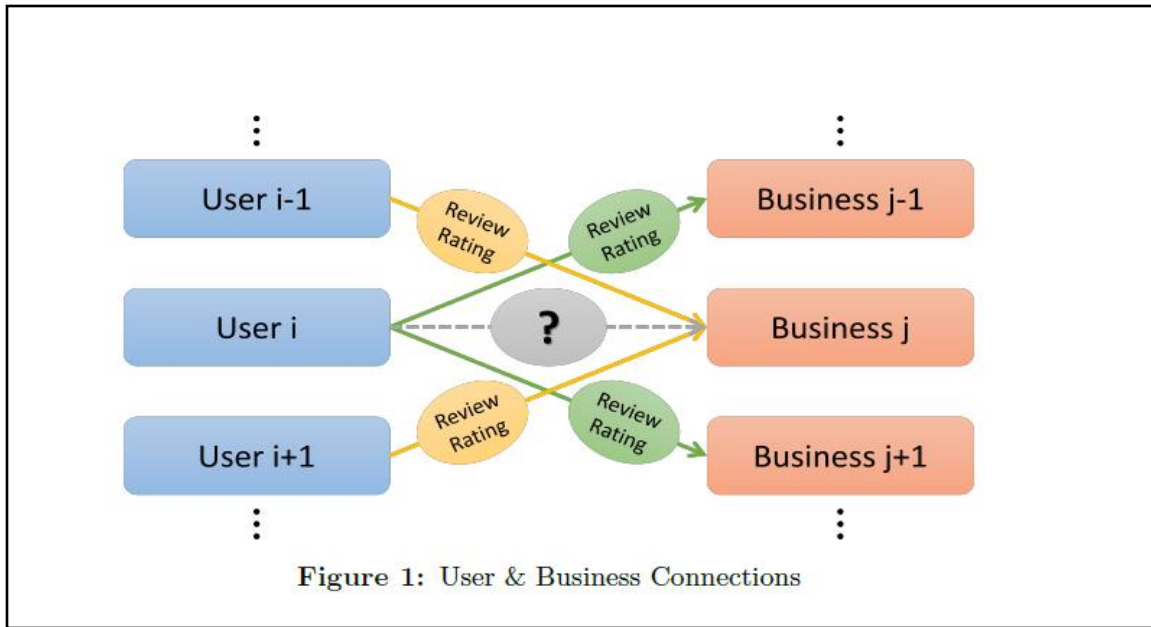 User i-1
Review
Rating
Review
Rating
Business j-1
User i
?
Business j
User i+1
Review
Rating
Review
Rating
Business j+1
Figure 1: User & Business Connections